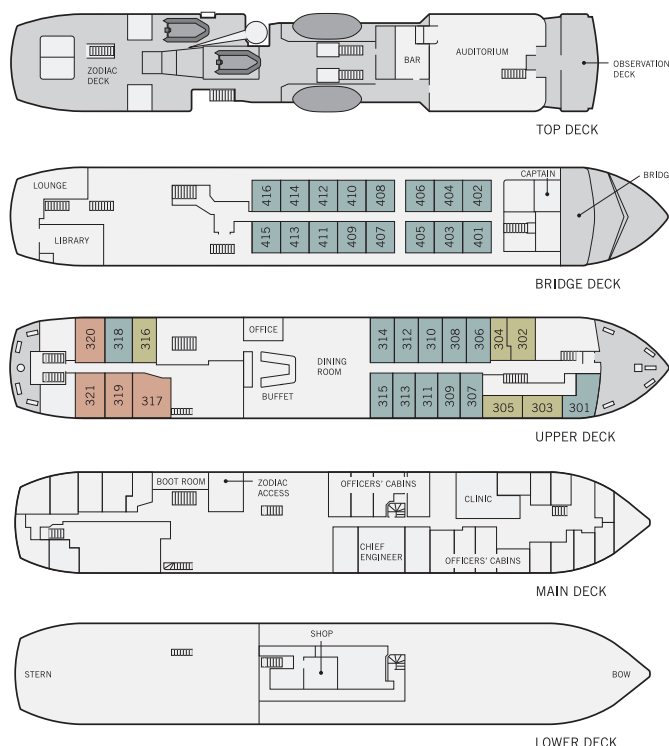 ZODIAC
DECK
BAR
AUDITORIUM
OBSERVATION
DECK
TOP DECK
LOUNGE
LIBRARY
416 414 412 410 408 406 404 402
415 413 411 409 407 405 403 401
CAPTAIN
BRIDG
BRIDGE DECK
320 318 316
OFFICE
314 312 310 308 306 304 302
DINING
ROOM
BUFFET
321 319 317
315 313 311 309 307 305 303 301
UPPER DECK
BOOT ROOM
ZODIAC
ACCESS
OFFICERS' CABINS
CLINIC
CHIEF
ENGINEER
OFFICERS' CABINS
MAIN DECK
SHOP
STERN
BOW
LOWER DECK